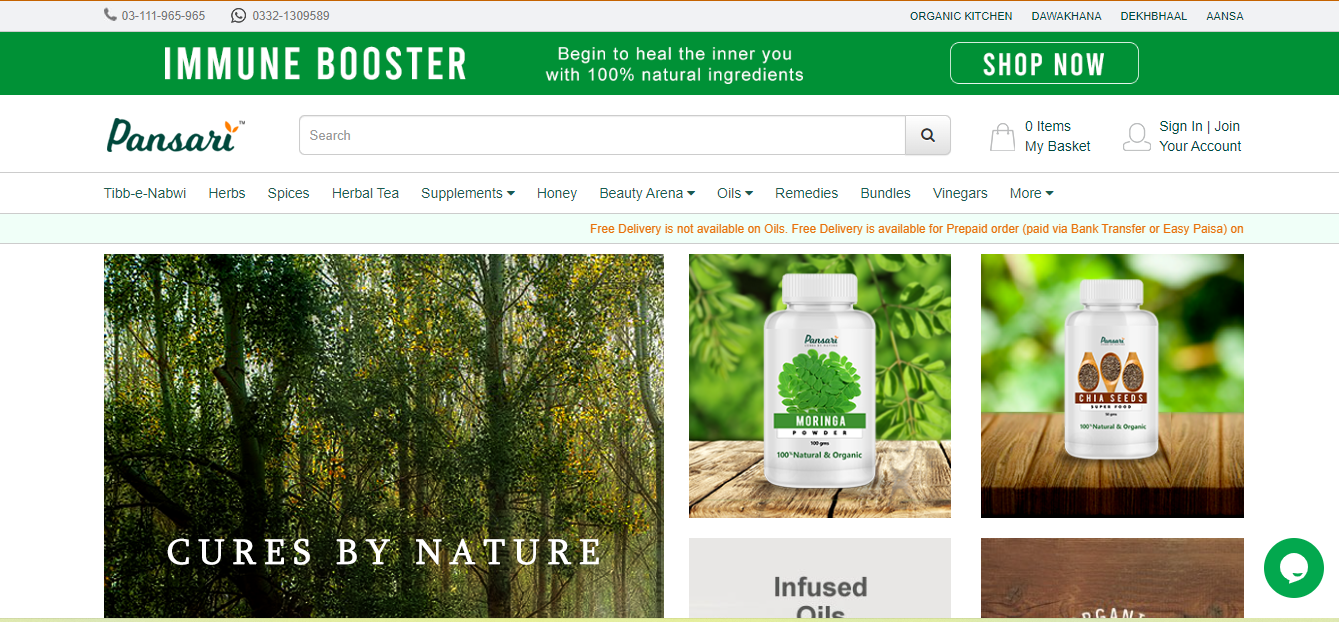 03-111-965-965
0332-1309589
ORGANIC KITCHEN DAWAKHANA DEKHBHAAL AANSA
IMMUNE BOOSTER
Begin to heal the inner you
with 100% natural ingredients
SHOP NOW
Pansari™
Search
0 Items
My Basket
Sign In | Join
Your Account
Tibb-e-Nabwi Herbs Spices Herbal Tea Supplements Honey Beauty Arena Oils Remedies Bundles Vinegars More
Free Delivery is not available on Oils. Free Delivery is available for Prepaid order (paid via Bank Transfer or Easy Paisa) on
CURES BY NATURE
Pansari
MORINGA
POWDER
100 gms
100% Natural & Organic
Pansari
CHIA SEEDS
SUPER FOOD
100% Natural & Organic
Infused
Oils